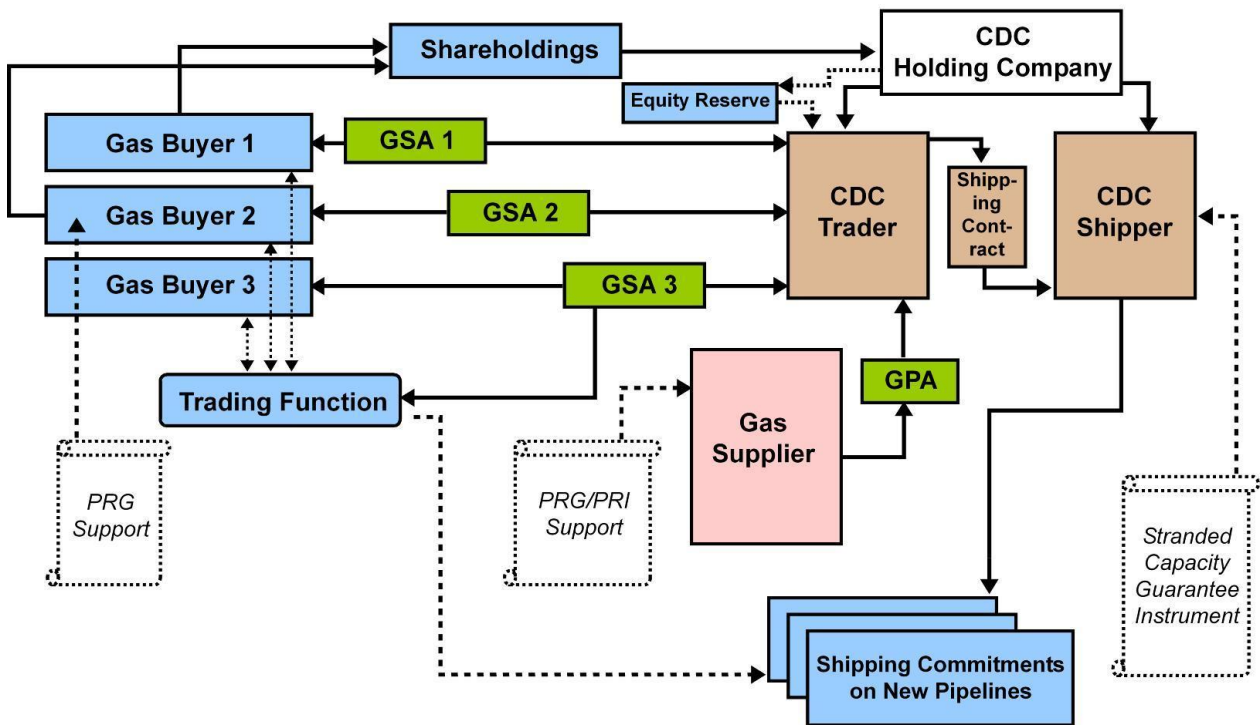 Shareholdings
CDC
Holding Company
Equity Reserve
Gas Buyer 1
GSA 1
CDC
Trader
Shipp-
ing
Cont-
ract
CDC
Shipper
Gas Buyer 2
GSA 2
Gas Buyer 3
GSA 3
Trading Function
GPA
Gas
Supplier
PRG
Support
PRG/PRI
Support
Stranded
Capacity
Guarantee
Instrument
Shipping Commitments
on New Pipelines